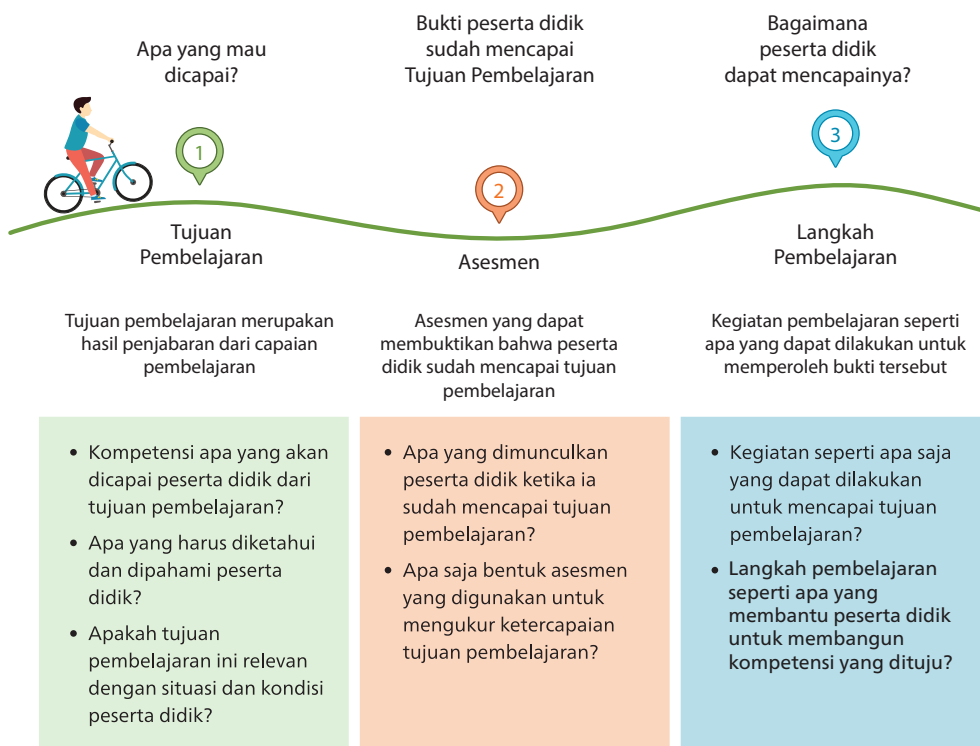 Apa yang mau
dicapai?
Bukti peserta didik
sudah mencapai
Tujuan Pembelajaran
Bagaimana
peserta didik
dapat mencapainya?
1
2
3
Tujuan
Pembelajaran
Asesmen
Langkah
Pembelajaran
Tujuan pembelajaran merupakan
hasil penjabaran dari capaian
pembelajaran
Asesmen yang dapat
membuktikan bahwa peserta
didik sudah mencapai tujuan
pembelajaran
Kegiatan pembelajaran seperti
apa yang dapat dilakukan untuk
memperoleh bukti tersebut
• Kompetensi apa yang akan
dicapai peserta didik dari
tujuan pembelajaran?
• Apa yang harus diketahui
dan dipahami peserta
didik?
• Apakah tujuan
pembelajaran ini relevan
dengan situasi dan kondisi
peserta didik?
• Apa yang dimunculkan
peserta didik ketika ia
sudah mencapai tujuan
pembelajaran?
• Apa saja bentuk asesmen
yang digunakan untuk
mengukur ketercapaian
tujuan pembelajaran?
• Kegiatan seperti apa saja
yang dapat dilakukan
untuk mencapai tujuan
pembelajaran?
• Langkah pembelajaran
seperti apa yang
membantu peserta didik
untuk membangun
kompetensi yang dituju?